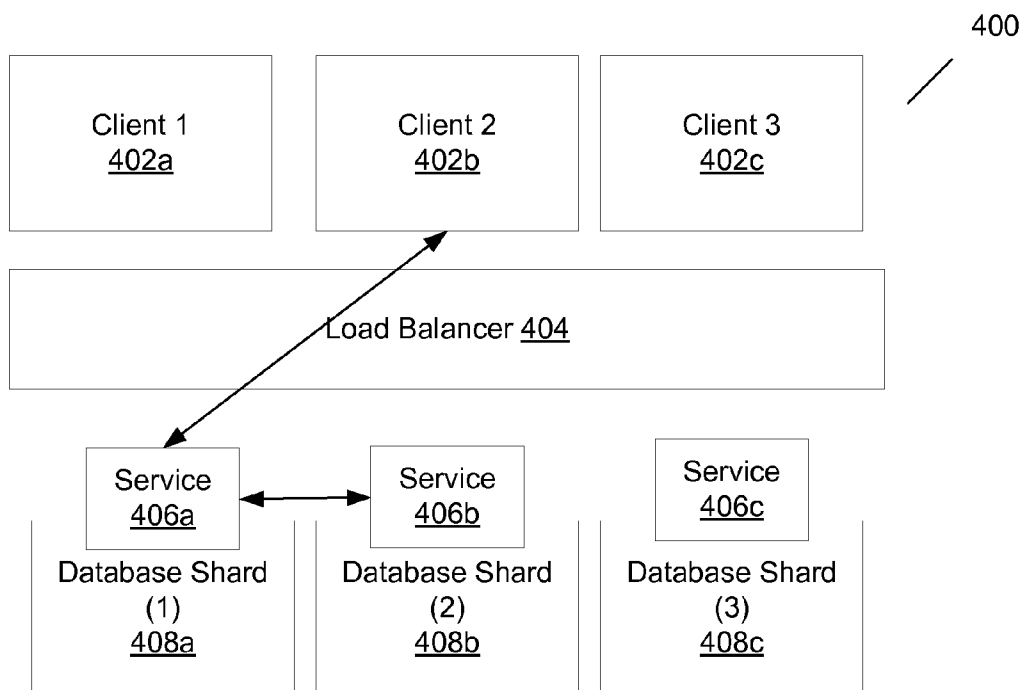 400
Client 1
402a
Client 2
402b
Client 3
402c
Load Balancer 404
Service
406a
Service
406b
Service
406c
Database Shard
(1)
408a
Database Shard
(2)
408b
Database Shard
(3)
408c